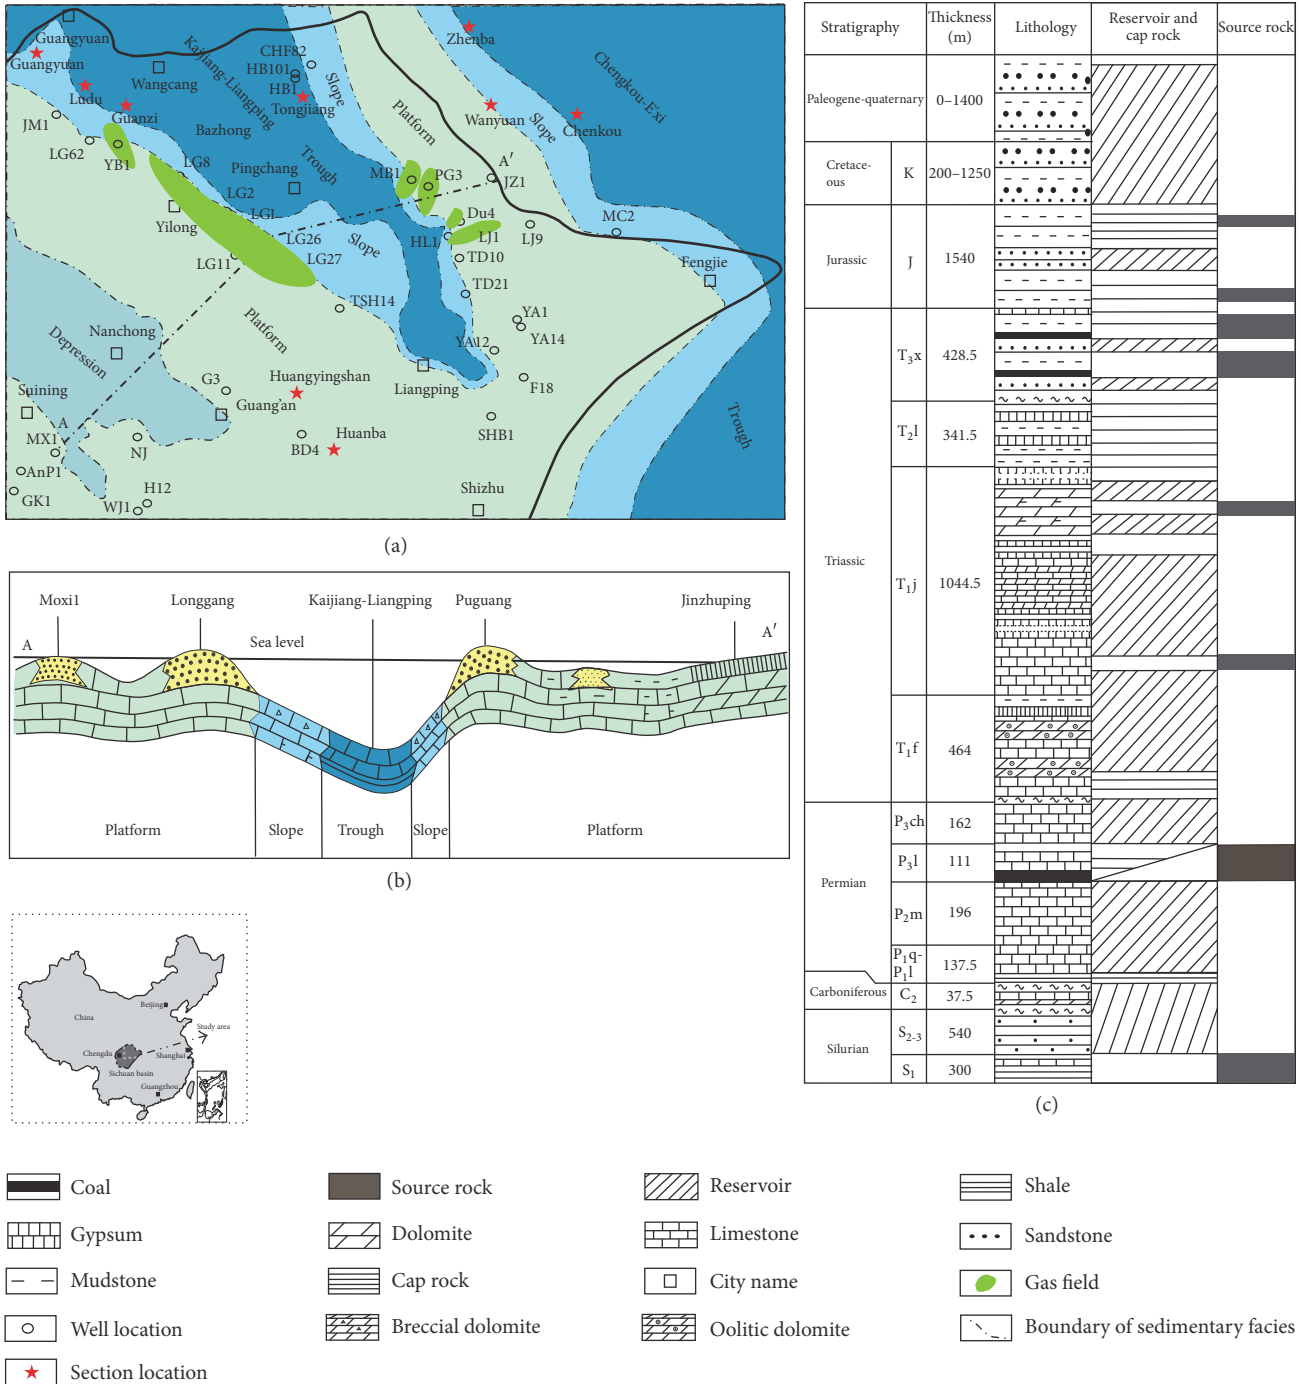 Guangyuan
Guangyuan
Wangcang
Ludu
Guanzi
JM1
LG62
YB1
Kaijiang-Liangping
CHF82
HB101
HB1
Tongjiang
Slope
Platform
Zhenba
Chengkou-E'xi
Wanyuan
Slope
Chenkou
Bazhong
Pingchang
Trough
LG8
LG2
LG1
Yilong
LG26
LG27
LG11
Slope
MB1
PG3
A′
JZ1
Du4
LJ1
HL1
LJ9
MC2
TD10
TD21
Fengjie
TSH14
YA1
YA14
YA12
Liangping
F18
SHB1
Shizhu
Trough
Nanchong
Depression
Platform
Suining
G3
Guang'an
Huangyingshan
Huanba
BD4
A
MX1
AnP1
GK1
NJ
H12
WJ1
(a)
Moxi1
Longgang
Kaijiang-Liangping
Puguang
Jinzhuping
A
Sea level
A′
Platform
Slope
Trough
Slope
Platform
(b)
China
Beijing
Study area
Chengdu
Shanghai
Sichuan basin
Guangzhou
Stratigraphy
Thickness
(m)
Lithology
Reservoir and
cap rock
Source rock
Paleogene-quaternary
0–1400
Cretace-
ous
K
200–1250
Jurassic
J
1540
Triassic
T3x
428.5
T2l
341.5
T1j
1044.5
T1f
464
Permian
P3ch
162
P3l
111
P2m
196
P1q-
P1l
137.5
Carboniferous
C2
37.5
Silurian
S2-3
540
S1
300
(c)
Coal
Source rock
Reservoir
Shale
Gypsum
Dolomite
Limestone
Sandstone
Mudstone
Cap rock
City name
Gas field
Well location
Breccial dolomite
Oolitic dolomite
Boundary of sedimentary facies
Section location